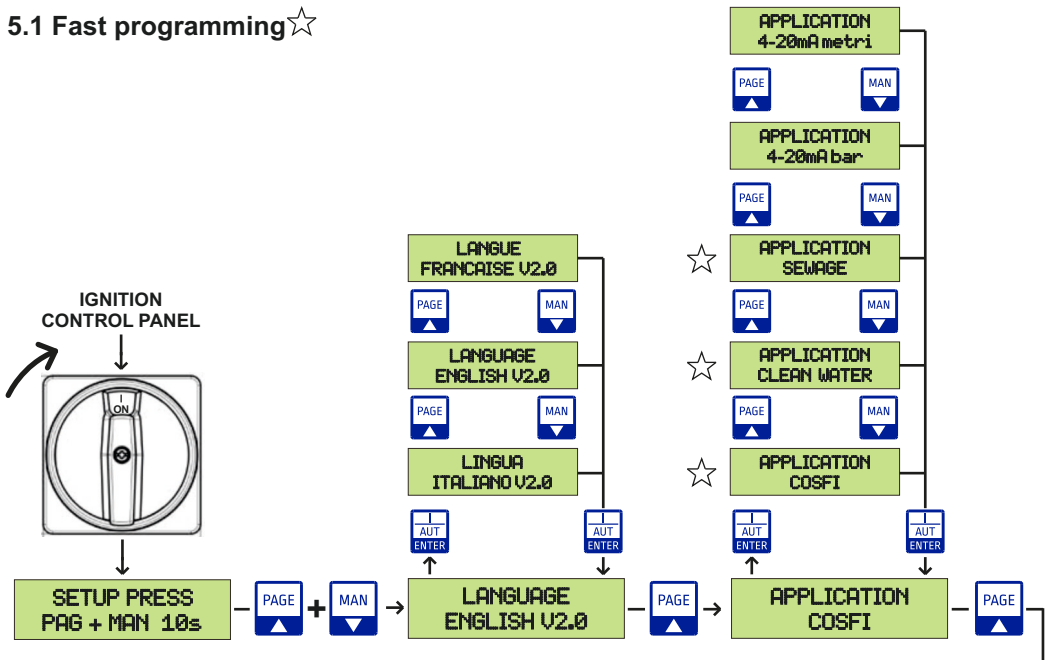 5.1 Fast programming
APPLICATION
4-20mA metri
PAGE
MAN
APPLICATION
4-20mA bar
PAGE
MAN
LANGUE
FRANCAISE V2.0
APPLICATION
SEWAGE
PAGE
MAN
PAGE
MAN
IGNITION
CONTROL PANEL
LANGUAGE
ENGLISH V2.0
APPLICATION
CLEAN WATER
I
ON
PAGE
MAN
PAGE
MAN
LINGUA
ITALIANO V2.0
APPLICATION
COSFI
I
AUT
ENTER
I
AUT
ENTER
I
AUT
ENTER
I
AUT
ENTER
SETUP PRESS
PAG + MAN 10s
PAGE
+
MAN
LANGUAGE
ENGLISH V2.0
PAGE
APPLICATION
COSFI
PAGE